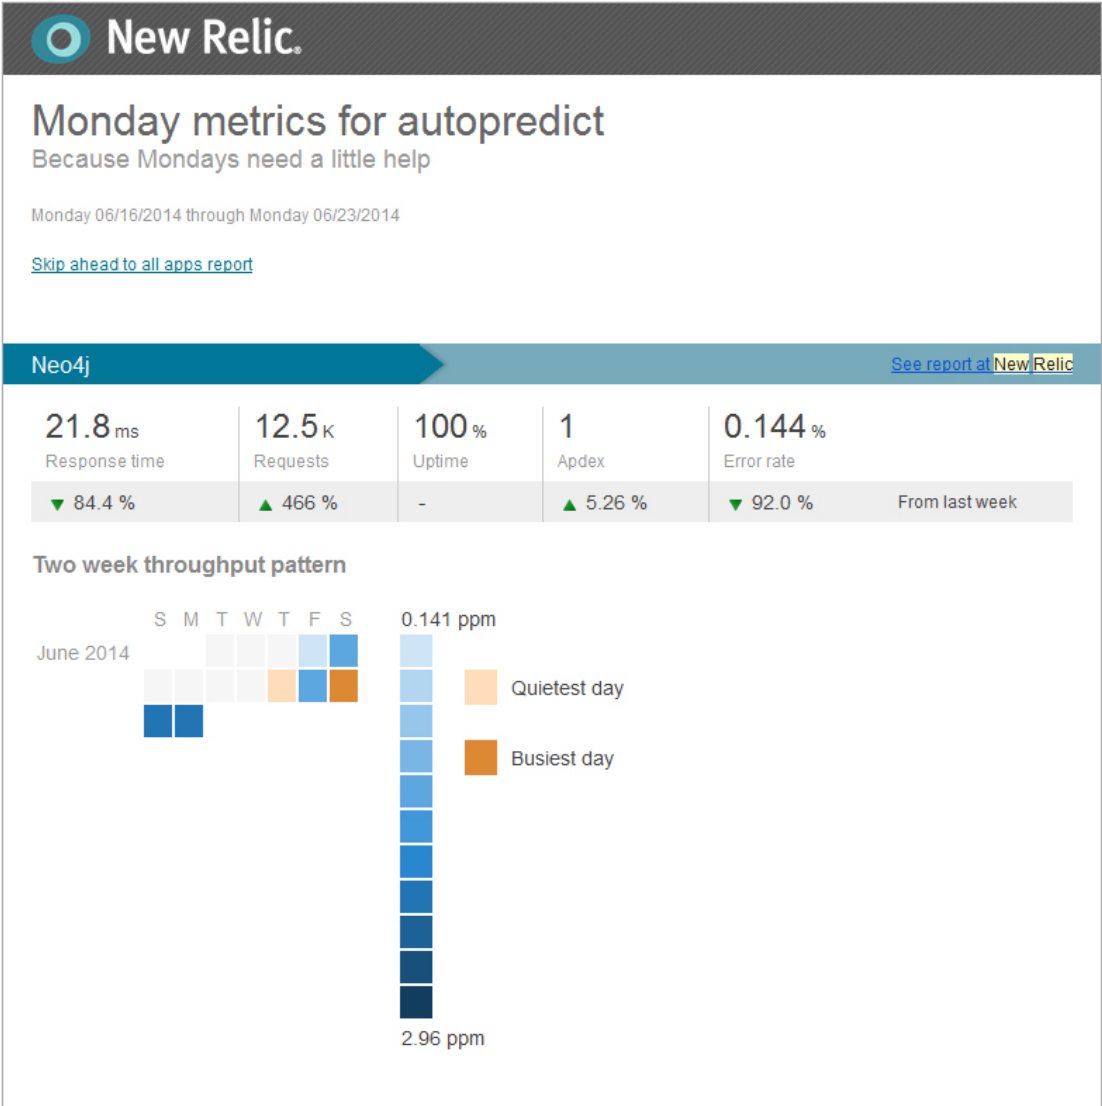 New Relic®
Monday metrics for autopredict
Because Mondays need a little help
Monday 06/16/2014 through Monday 06/23/2014
Skip ahead to all apps report
Neo4j
See report at New Relic
21.8 ms
12.5 K
100 %
1
0.144 %
Response time
Requests
Uptime
Apdex
Error rate
▼ 84.4 %
▲ 466 %
-
▲ 5.26 %
▼ 92.0 %
From last week
Two week throughput pattern
S M T W T F S
0.141 ppm
June 2014
Quietest day
Busiest day
2.96 ppm